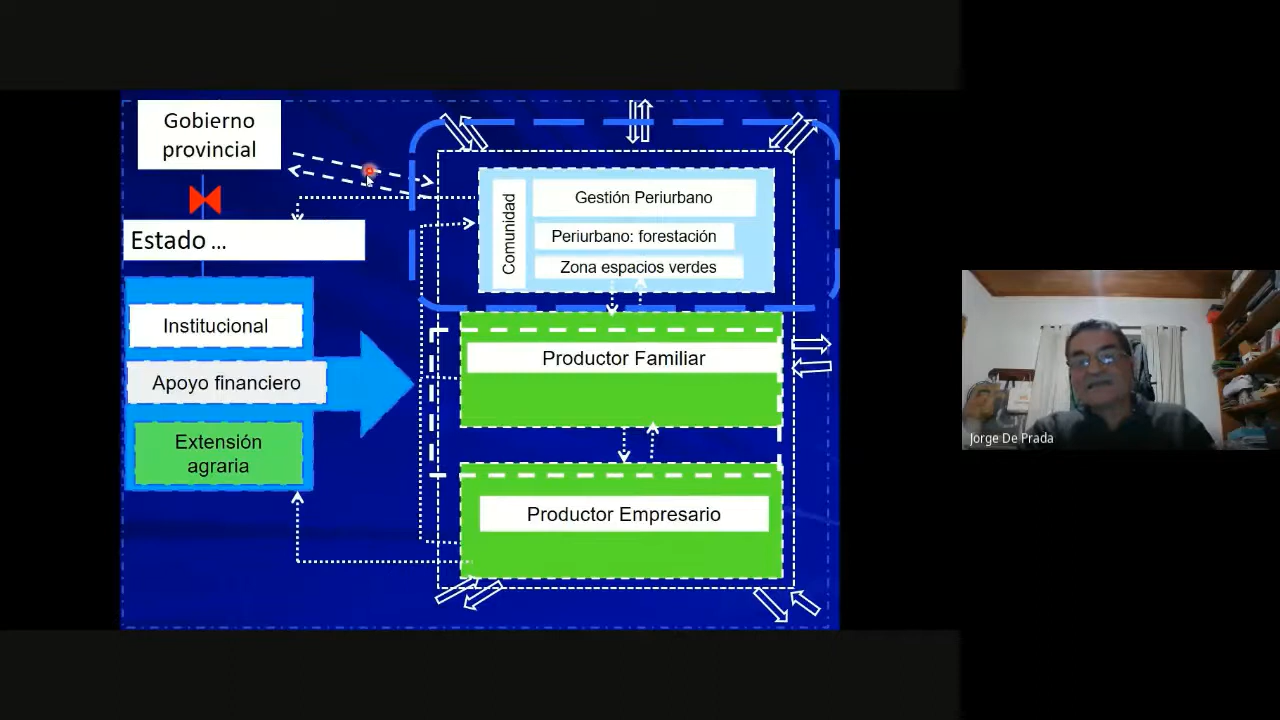 Gobierno
provincial
Estado ...
Institucional
Apoyo financiero
Extensión
agraria
Comunidad
Gestión Periurbano
Periurbano: forestación
Zona espacios verdes
Productor Familiar
Productor Empresario
Jorge De Prada